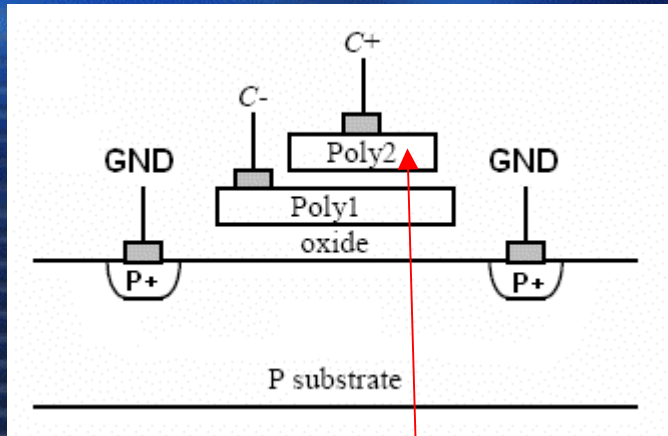 C+
C-
GND
Poly2
GND
Poly1
oxide
P+
P+
P substrate